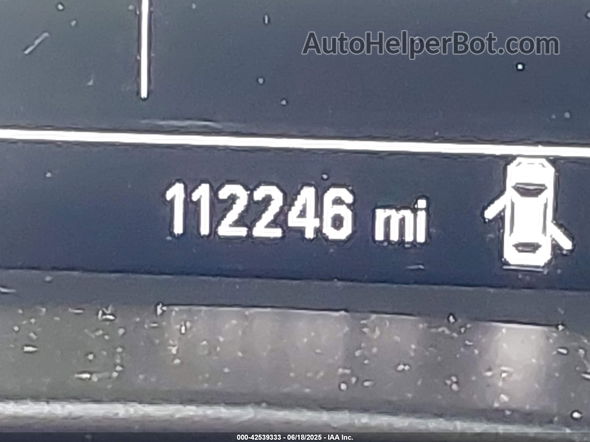 AutoHelperBot.com
112246 mi
000-42539333 - 06/18/2025 - IAA Inc.